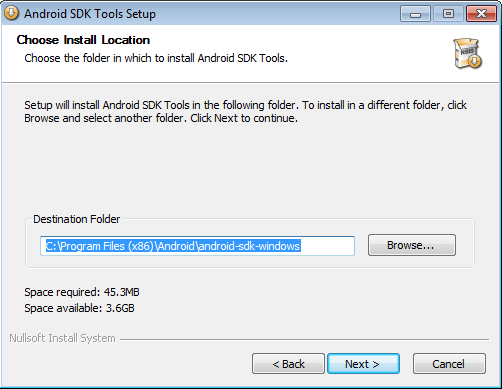 Android SDK Tools Setup
Choose Install Location
Choose the folder in which to install Android SDK Tools.
NSIS
Setup will install Android SDK Tools in the following folder. To install in a different folder, click
Browse and select another folder. Click Next to continue.
Destination Folder
C:\Program Files (x86)\Android\android-sdk-windows
Browse...
Space required: 45.3MB
Space available: 3.6GB
Nullsoft Install System
< Back
Next >
Cancel